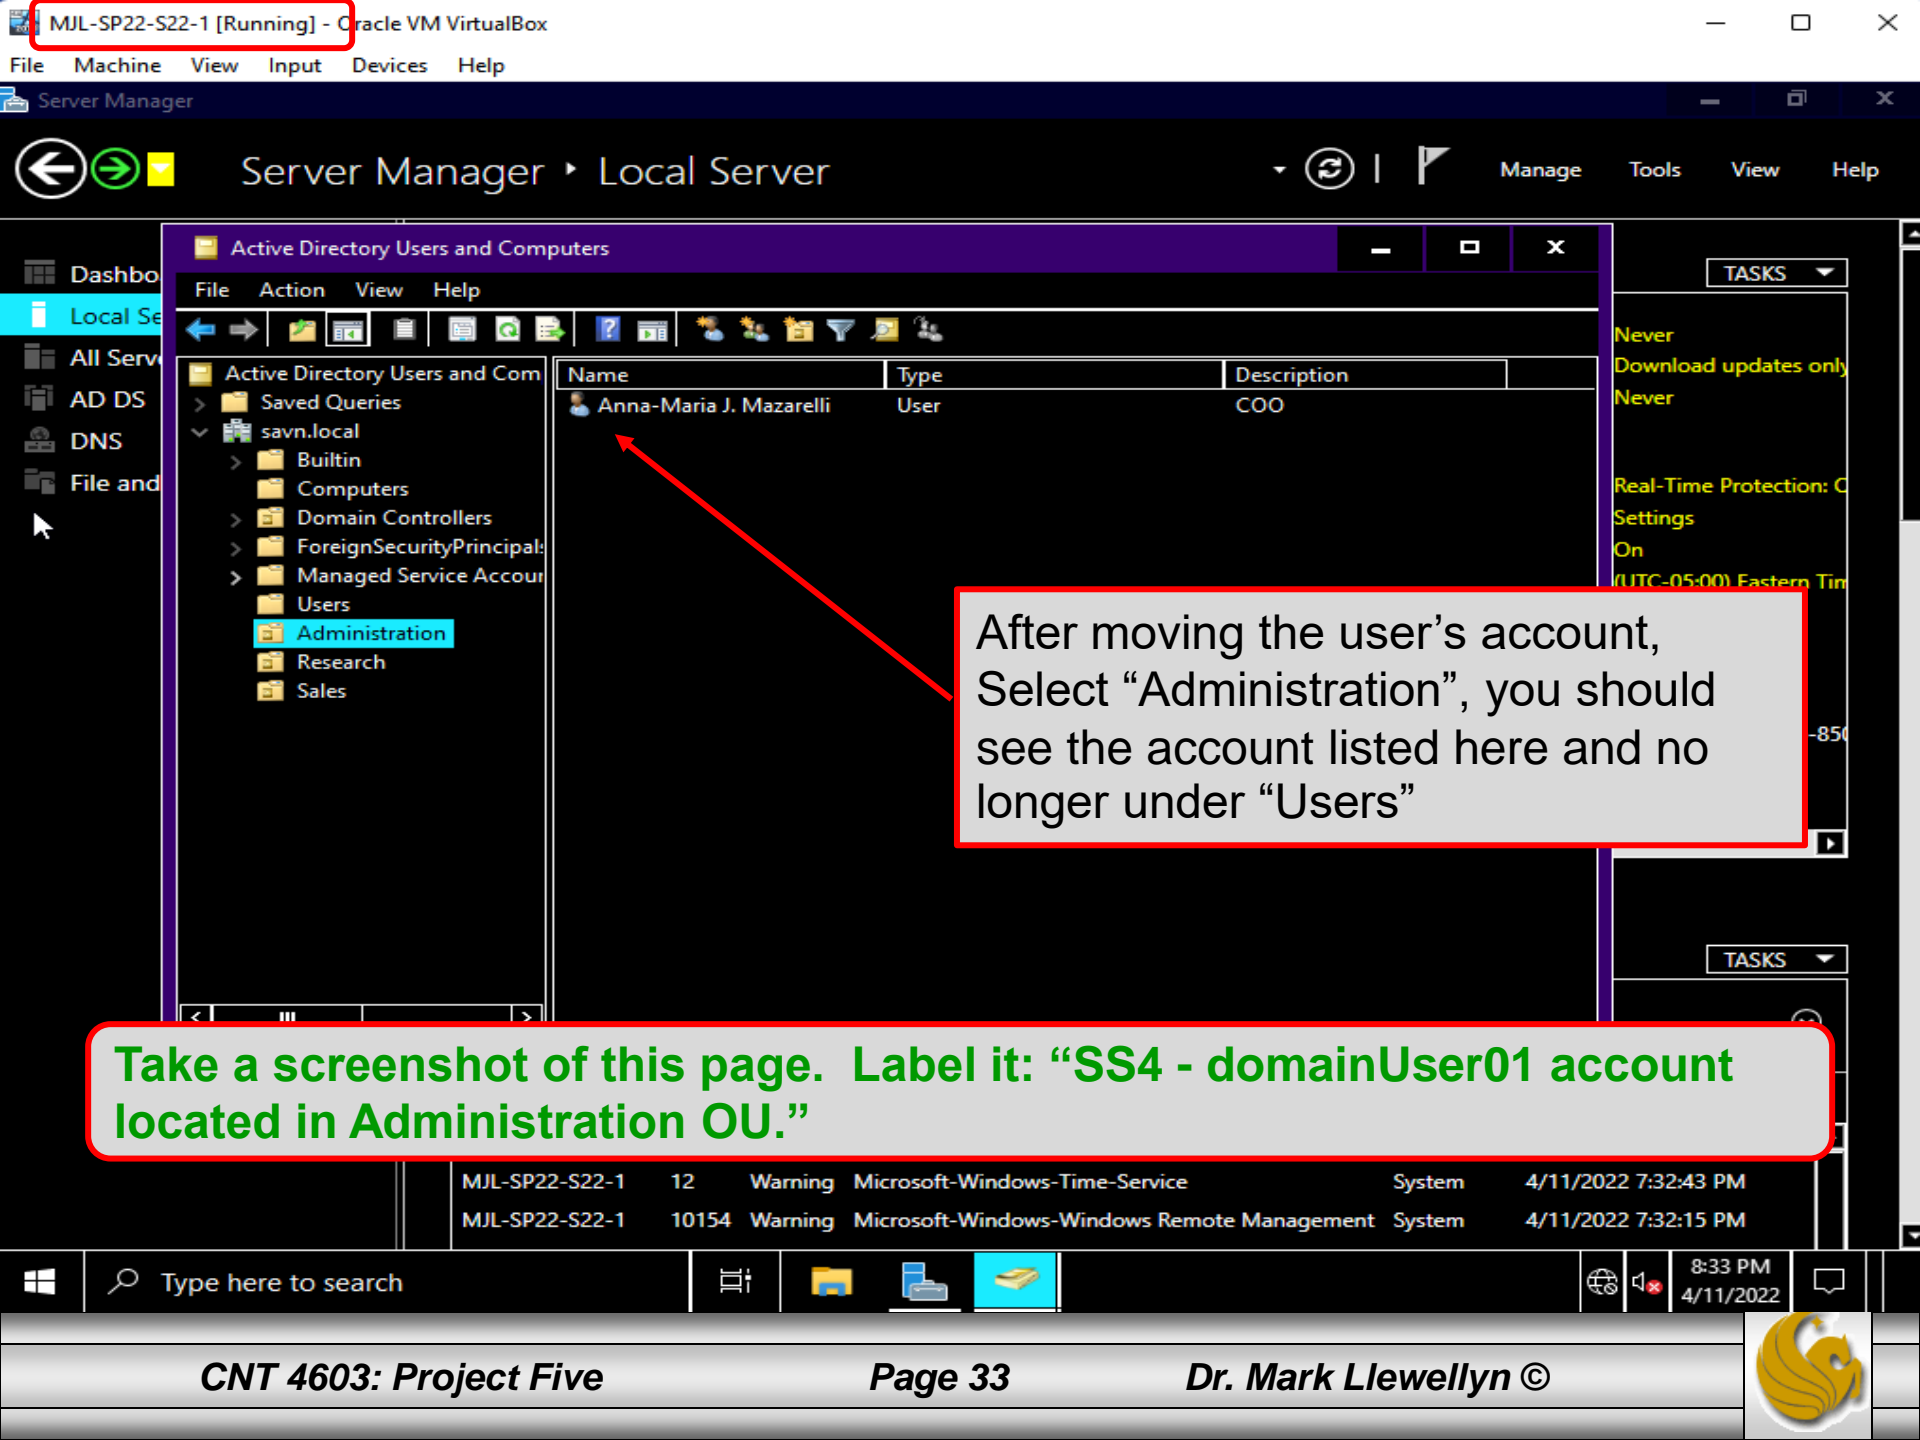 MJL-SP22-S22-1 [Running] - Oracle VM VirtualBox
File Machine View Input Devices Help
Server Manager
Server Manager ‣ Local Server
Manage Tools View Help
Dashbo
Local Se
All Serv
AD DS
DNS
File and
Active Directory Users and Computers
File Action View Help
Active Directory Users and Com
Saved Queries
savn.local
Builtin
Computers
Domain Controllers
ForeignSecurityPrincipal
Managed Service Accour
Users
Administration
Research
Sales
Name Type Description
Anna-Maria J. Mazarelli User COO
TASKS
Never
Download updates only
Never
Real-Time Protection: O
Settings
On
(UTC-05:00) Eastern Tim
-850
After moving the user’s account,
Select “Administration”, you should
see the account listed here and no
longer under “Users”
TASKS
Take a screenshot of this page. Label it: “SS4 - domainUser01 account
located in Administration OU.”
MJL-SP22-S22-1 12 Warning Microsoft-Windows-Time-Service System 4/11/2022 7:32:43 PM
MJL-SP22-S22-1 10154 Warning Microsoft-Windows-Windows Remote Management System 4/11/2022 7:32:15 PM
Type here to search
8:33 PM
4/11/2022
CNT 4603: Project Five Page 33 Dr. Mark Llewellyn ©